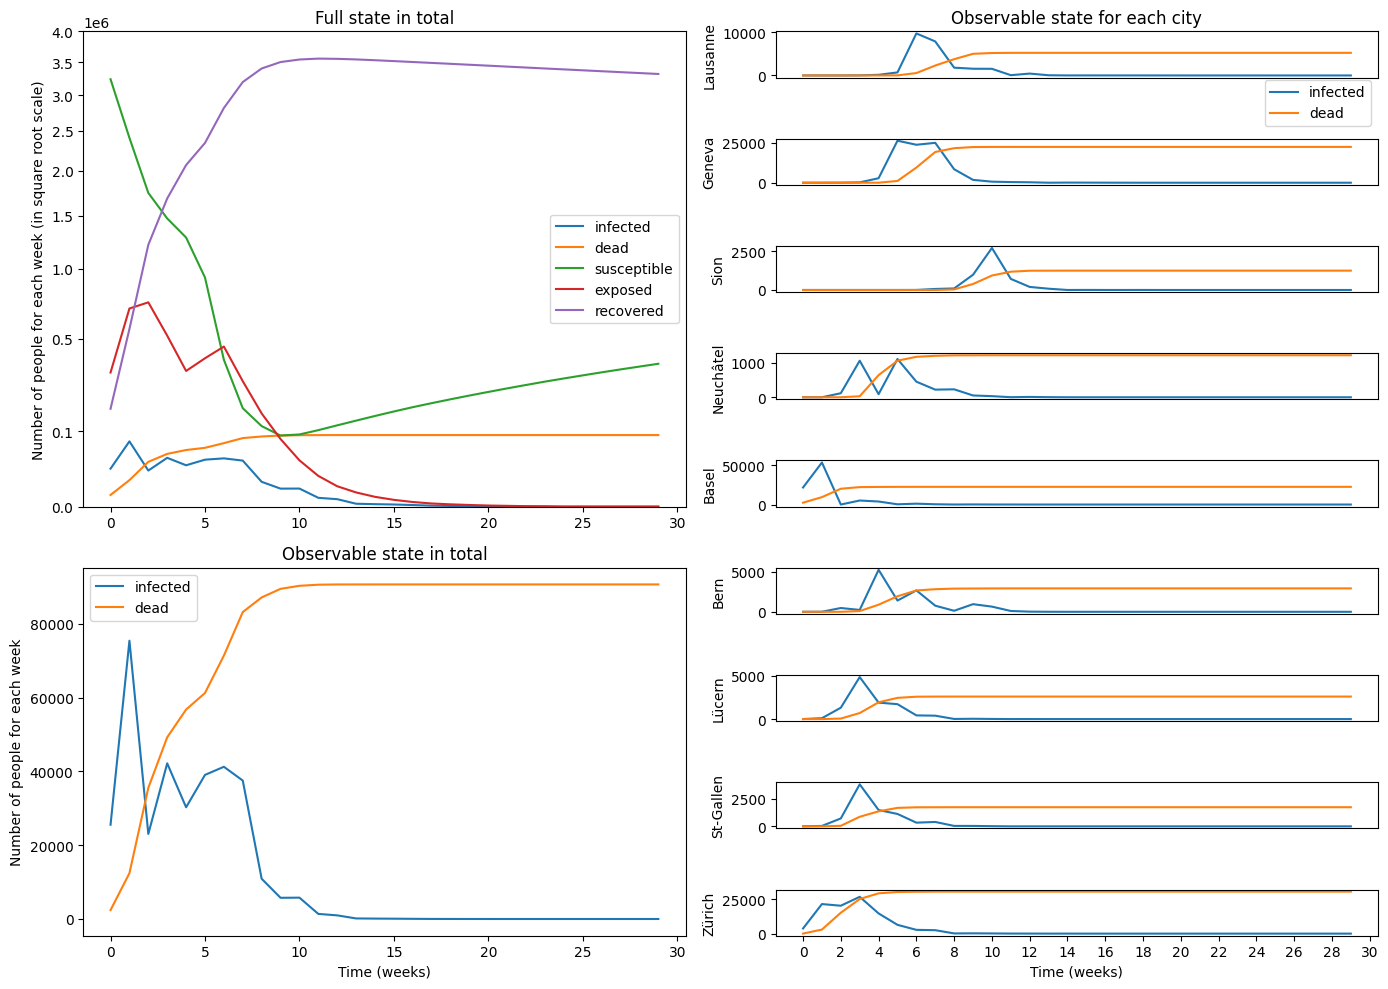 Full state in total
1e6
Number of people for each week (in square root scale)
4.0
3.5
3.0
2.5
2.0
1.5
1.0
0.5
0.1
0.0
infected
dead
susceptible
exposed
recovered
0 5 10 15 20 25 30
Observable state in total
Number of people for each week
80000
60000
40000
20000
0
infected
dead
0 5 10 15 20 25 30
Time (weeks)
Observable state for each city
Lausanne
10000
0
infected
dead
Geneva
25000
0
Sion
2500
0
Neuchâtel
1000
0
Basel
50000
0
Bern
5000
0
Lücern
5000
0
St-Gallen
2500
0
Zürich
25000
0
0 2 4 6 8 10 12 14 16 18 20 22 24 26 28 30
Time (weeks)